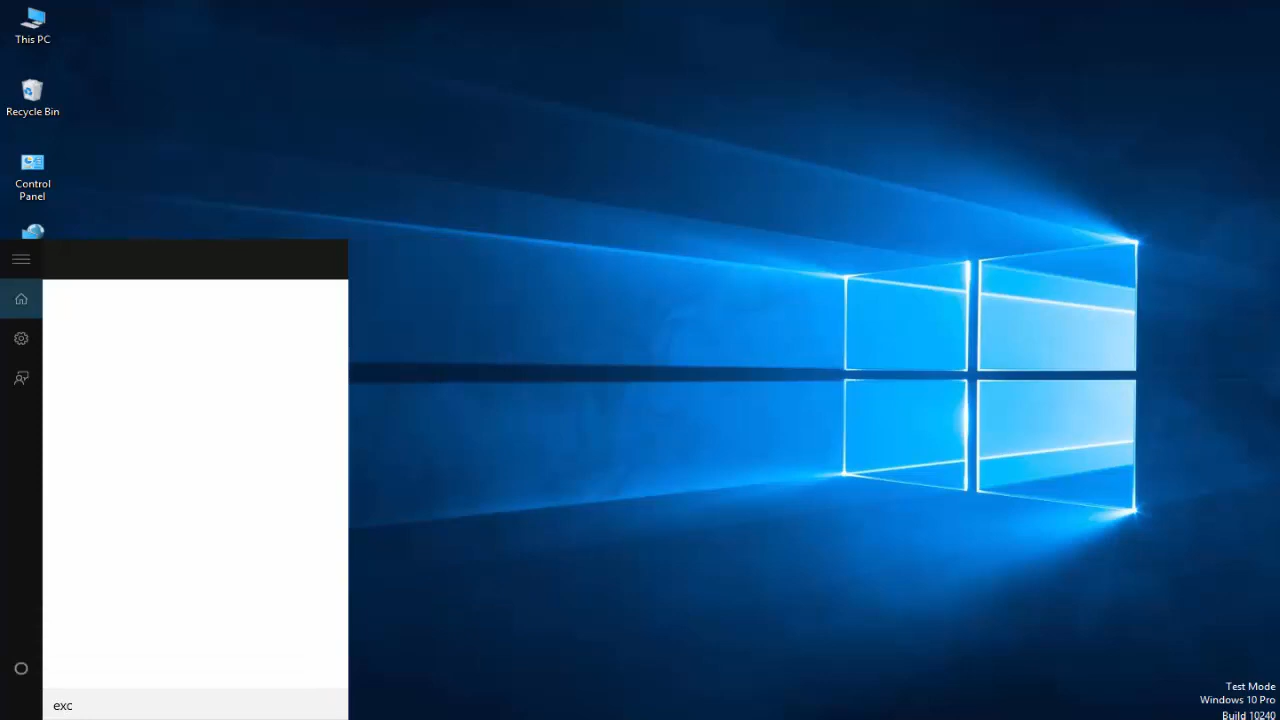 This PC
Recycle Bin
Control
Panel
exc
Test Mode
Windows 10 Pro
Build 10240